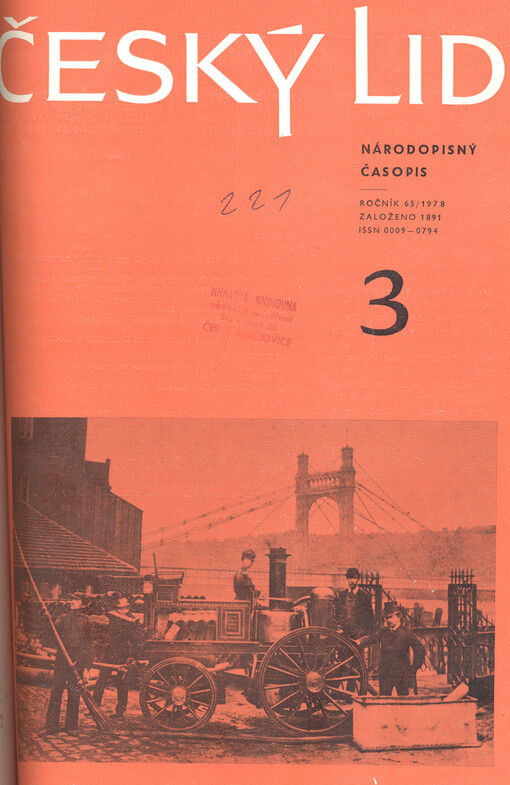 ČESKÝ LID
NÁRODOPISNÝ
ČASOPIS
ROČNÍK 65/1978
ZALOŽENO 1891
ISSN 0009—0794
221
3
KRAJSKÁ KNIHOVNA
ČESKÉ BUDĚJOVICE